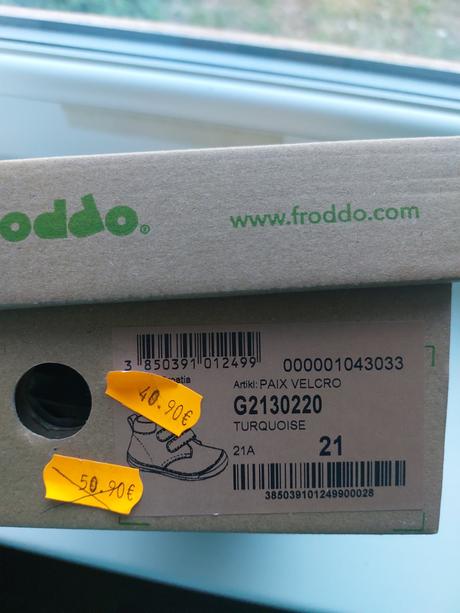 roddo®
www.froddo.com
3 850391 012499
000001043033
Artikl: PAIX VELCRO
G2130220
TURQUOISE
21A 21
385039101249900028
40.90€
50.90€